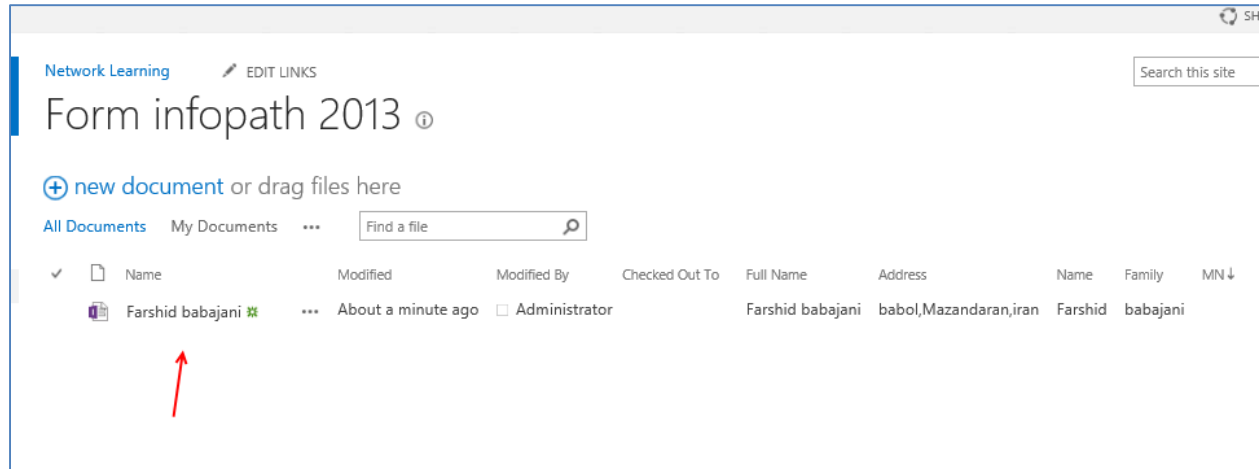 SH
Network Learning EDIT LINKS Search this site
Form infopath 2013
new document or drag files here
All Documents My Documents ••• Find a file
Name Modified Modified By Checked Out To Full Name Address Name Family MN
Farshid babajani ••• About a minute ago Administrator Farshid babajani babol,Mazandaran,iran Farshid babajani